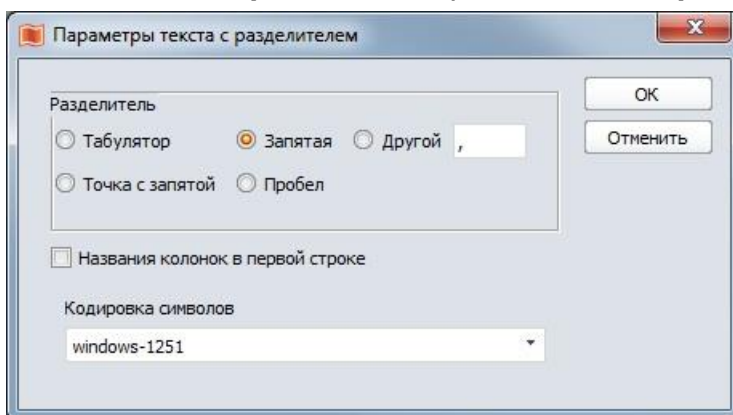 Параметры текста с разделителем
Разделитель
Табулятор
Запятая
Другой ,
Точка с запятой
Пробел
OK
Отменить
Названия колонок в первой строке
Кодировка символов
windows-1251